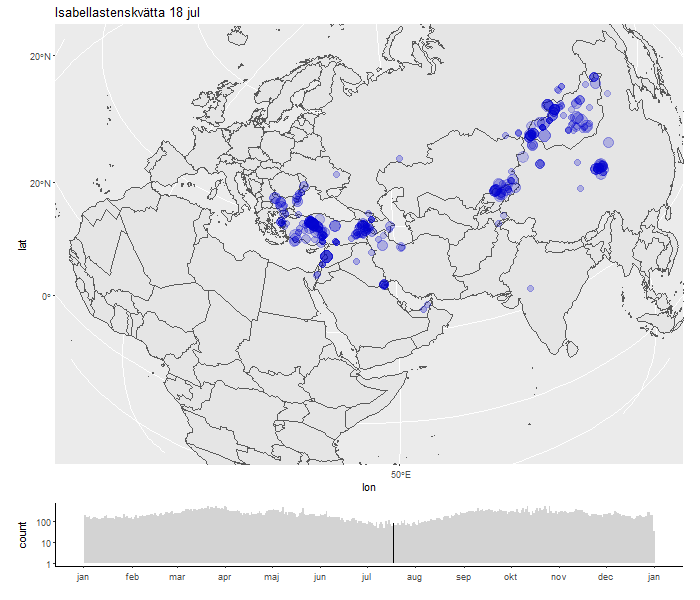 Isabellastenskvätta 18 jul
20°N
20°N
0°
lat
50°E
lon
count
100
10
1
jan feb mar apr maj jun jul aug sep okt nov dec jan